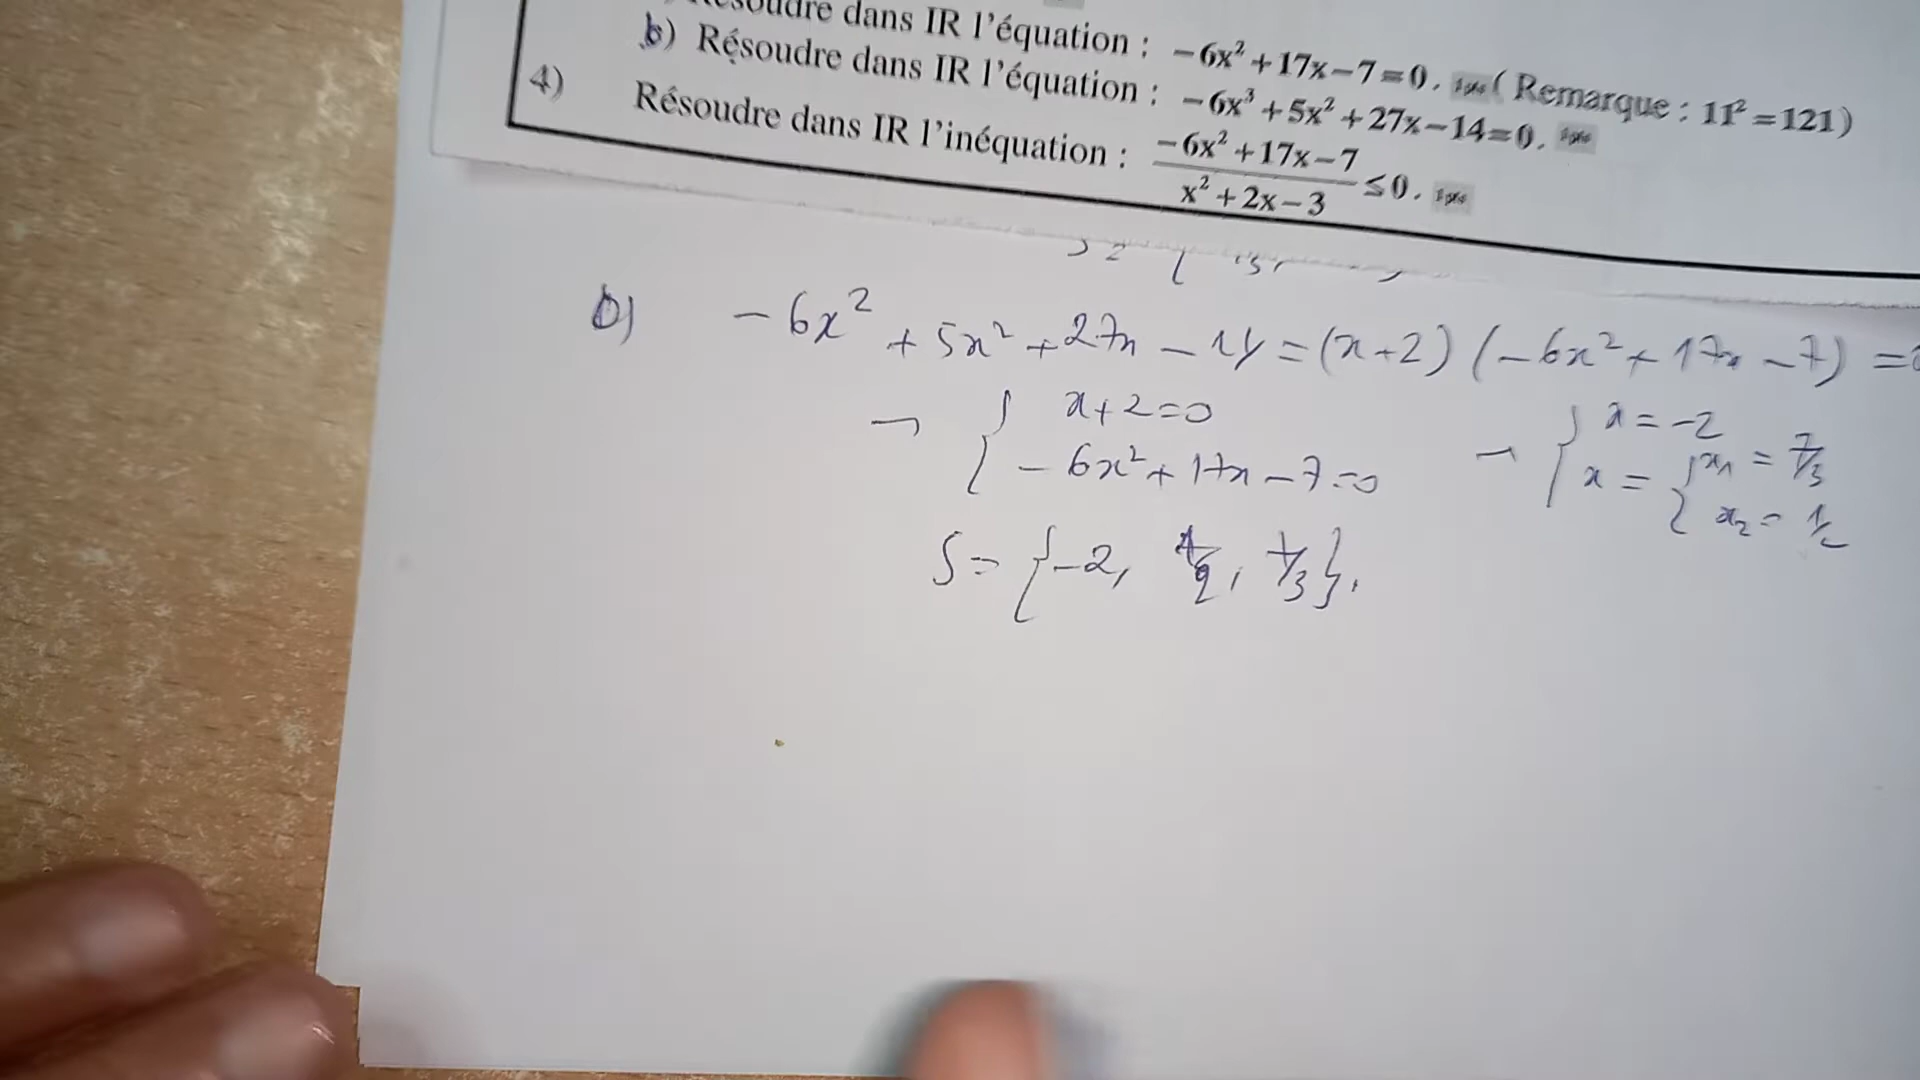 Résoudre dans IR l'équation : -6x²+17x-7=0. 1pts ( Remarque : 11²=121)
b) Résoudre dans IR l'équation : -6x³+5x²+27x-14=0.
4) Résoudre dans IR l'inéquation : (-6x²+17x-7)/(x²+2x-3) ≤0. 1pts
b) -6x² + 5x² + 27x - 14 = (x+2) (-6x² + 17x - 7) =
→ { x+2=0 → { x = -2
-6x² + 17x - 7=0 x = { x₁ = 7/3
x₂ = 1/2
S = {-2, 1/2, 7/3}.